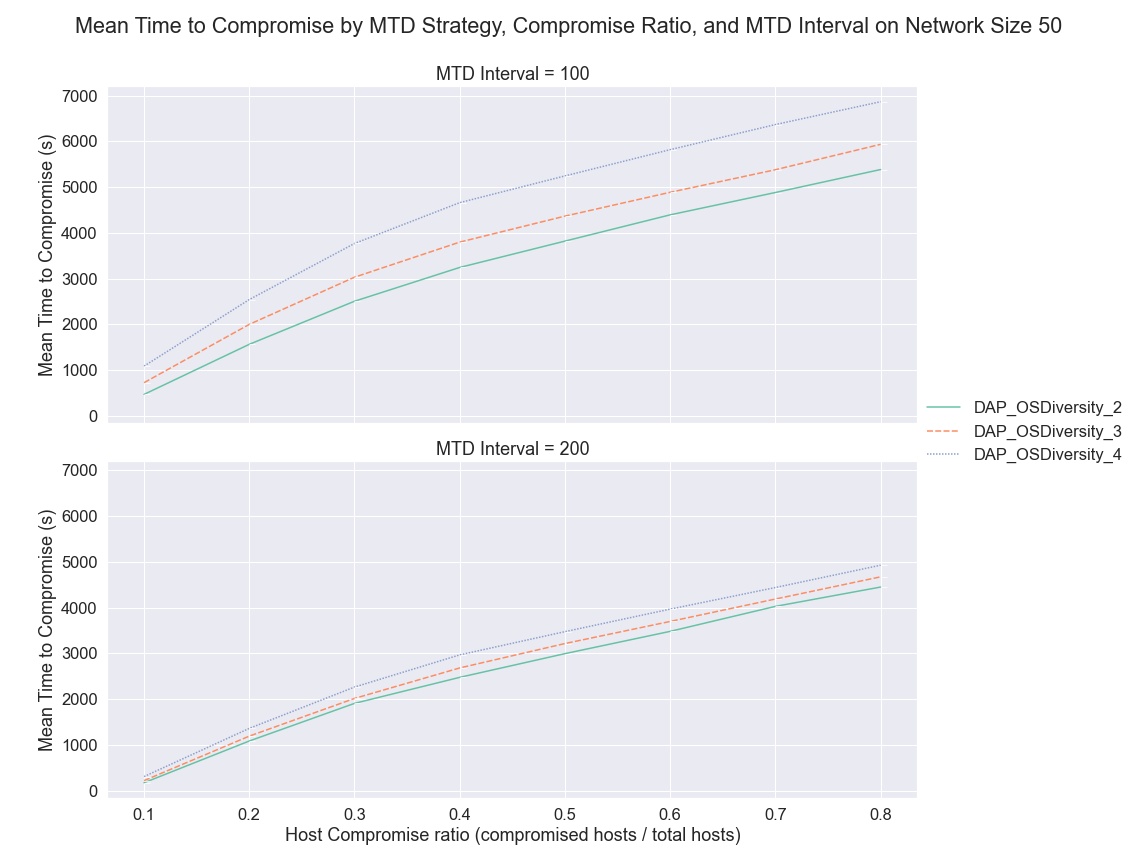 Mean Time to Compromise by MTD Strategy, Compromise Ratio, and MTD Interval on Network Size 50
MTD Interval = 100
7000
6000
5000
4000
3000
2000
1000
0
Mean Time to Compromise (s)
DAP_OSDiversity_2
DAP_OSDiversity_3
DAP_OSDiversity_4
MTD Interval = 200
7000
6000
5000
4000
3000
2000
1000
0
Mean Time to Compromise (s)
0.1 0.2 0.3 0.4 0.5 0.6 0.7 0.8
Host Compromise ratio (compromised hosts / total hosts)